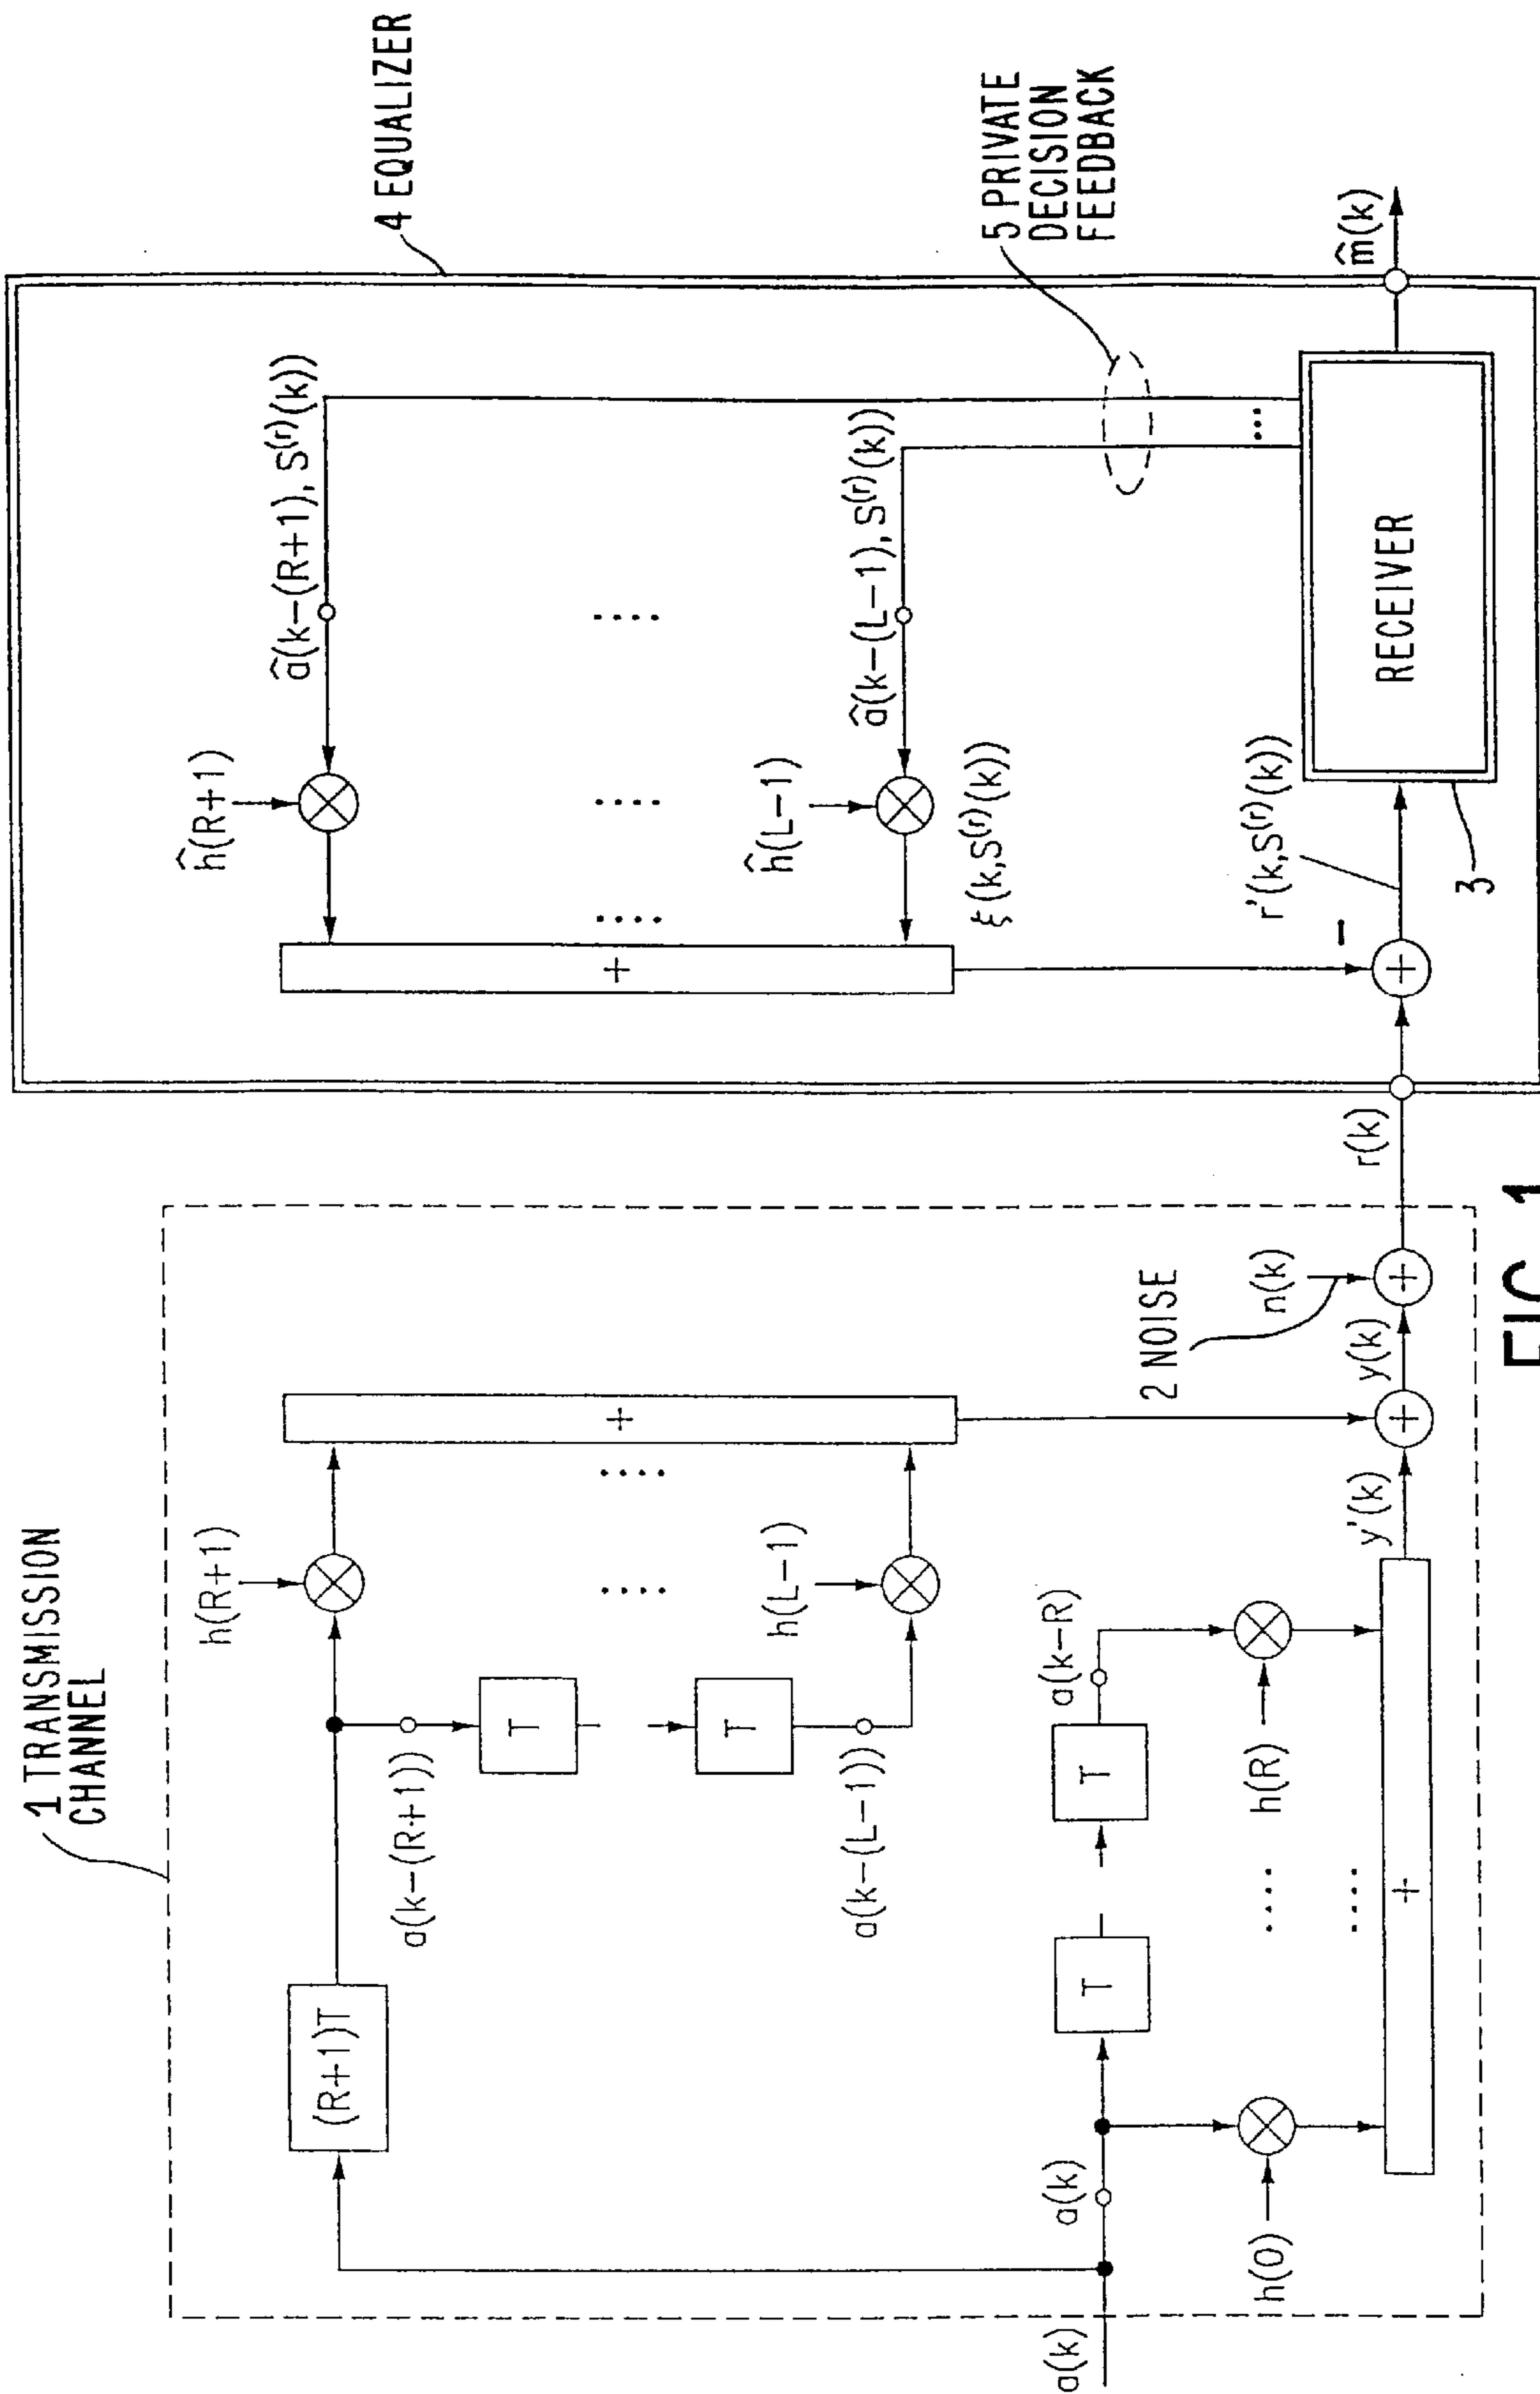 1 TRANSMISSION
CHANNEL
(R+1)T
h(R+1)
a(k–(R+1))
T
T
a(k–(L–1))
h(L–1)
....
....
+
a(k)
a(k)
T
T
a(k–R)
h(0)
h(R)
....
....
+
y'(k)
+
y(k)
2 NOISE
n(k)
+
r(k)
4 EQUALIZER
ĥ(R+1)
â(k–(R+1), S⁽ʳ⁾(k))
....
....
....
+
ĥ(L–1)
â(k–(L–1), S⁽ʳ⁾(k))
ξ(k,S⁽ʳ⁾(k))
5 PRIVATE
DECISION
FEEDBACK
...
–
+
r'(k,S⁽ʳ⁾(k))
RECEIVER
3
m̂(k)
FIG. 1